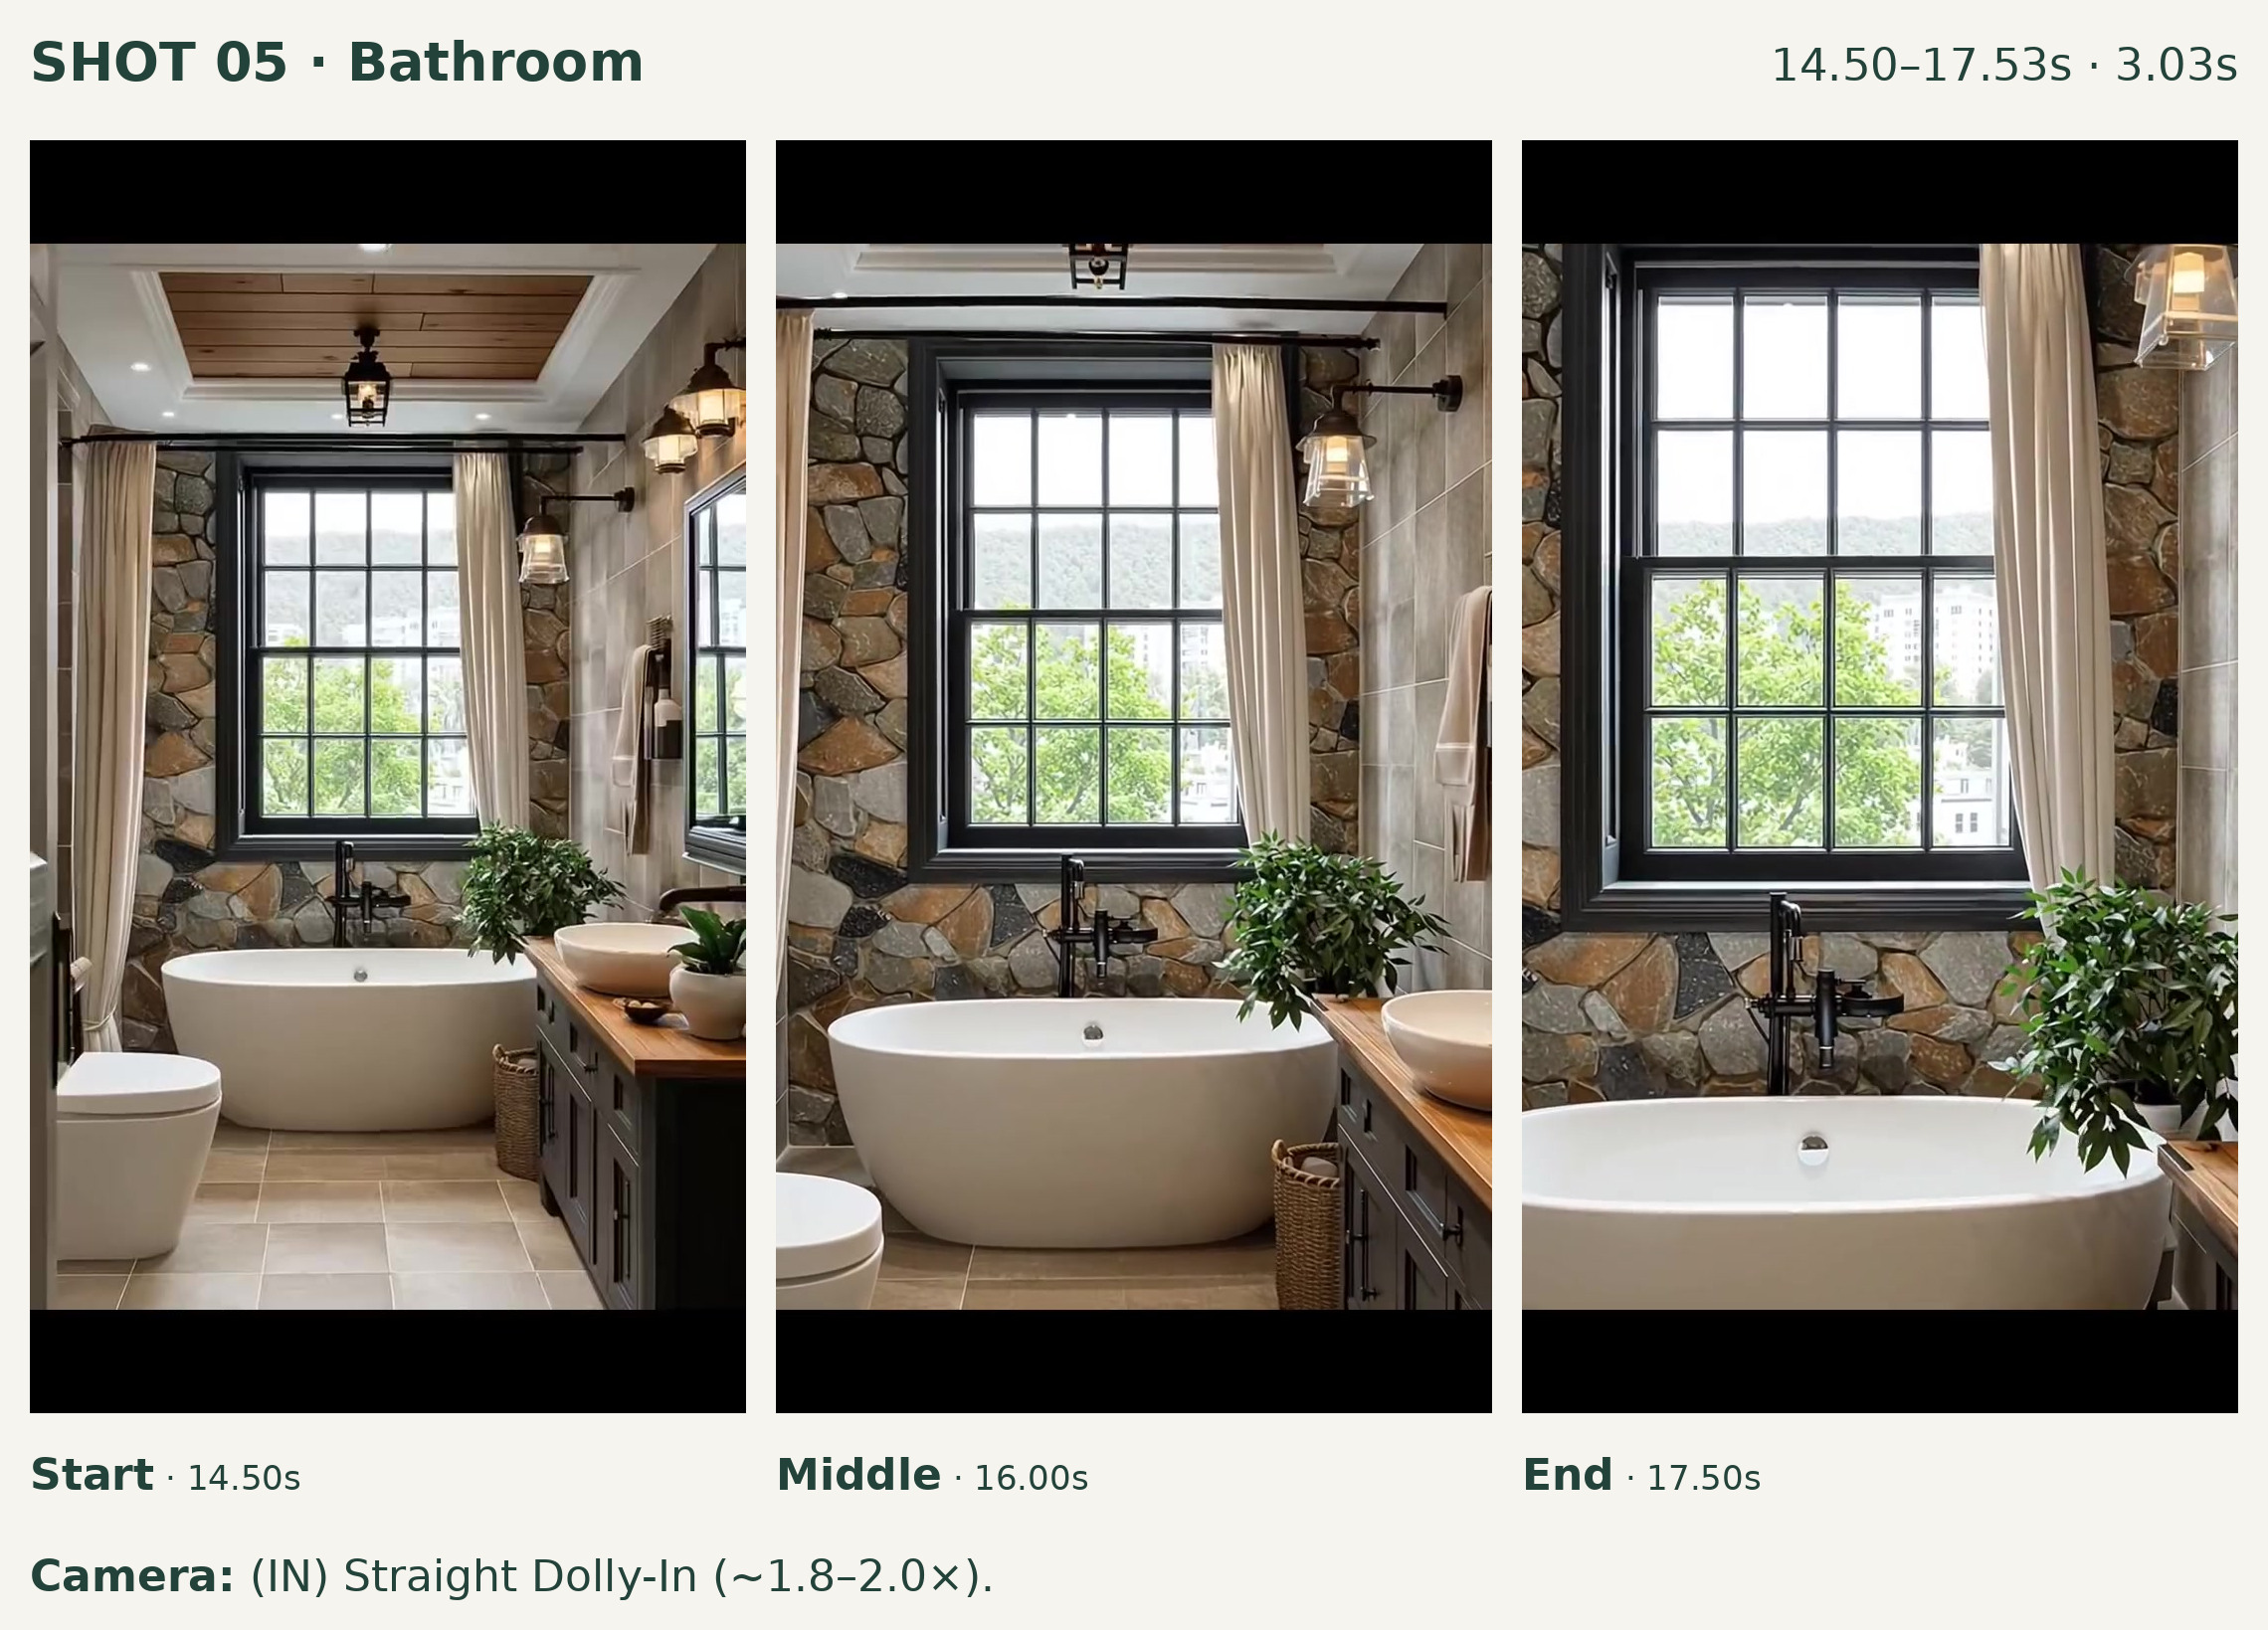 SHOT 05 · Bathroom
14.50–17.53s · 3.03s
Start · 14.50s
Middle · 16.00s
End · 17.50s
Camera: (IN) Straight Dolly-In (~1.8–2.0×).